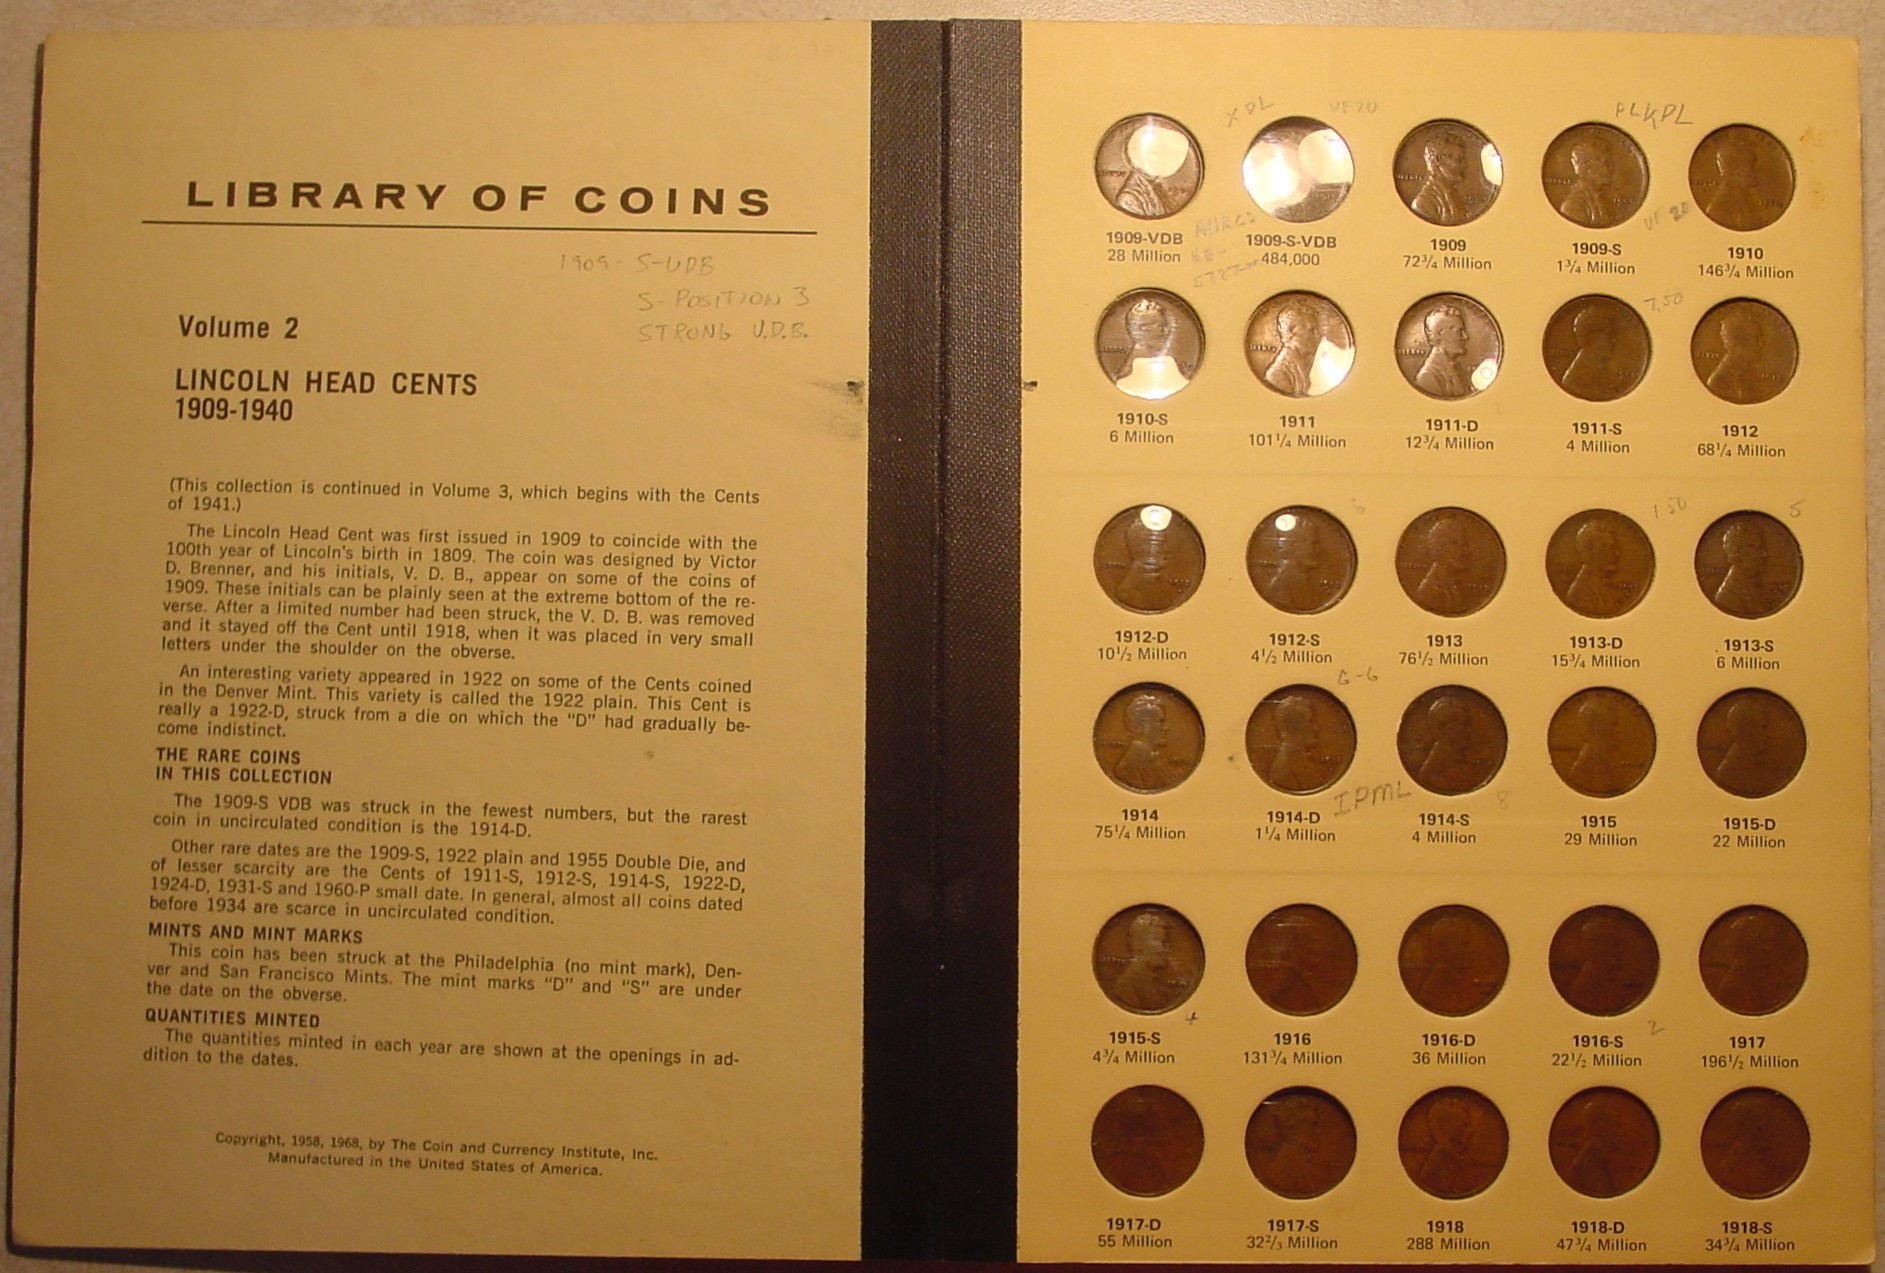 LIBRARY OF COINS
1909-S-VDB
S-POSITION 3
STRONG V.D.B.
Volume 2
LINCOLN HEAD CENTS
1909-1940
(This collection is continued in Volume 3, which begins with the Cents
of 1941.)
The Lincoln Head Cent was first issued in 1909 to coincide with the
100th year of Lincoln's birth in 1809. The coin was designed by Victor
D. Brenner, and his initials, V. D. B., appear on some of the coins of
1909. These initials can be plainly seen at the extreme bottom of the re-
verse. After a limited number had been struck, the V. D. B. was removed
and it stayed off the Cent until 1918, when it was placed in very small
letters under the shoulder on the obverse.
An interesting variety appeared in 1922 on some of the Cents coined
in the Denver Mint. This variety is called the 1922 plain. This Cent is
really a 1922-D, struck from a die on which the "D" had gradually be-
come indistinct.
THE RARE COINS
IN THIS COLLECTION
The 1909-S VDB was struck in the fewest numbers, but the rarest
coin in uncirculated condition is the 1914-D.
Other rare dates are the 1909-S, 1922 plain and 1955 Double Die, and
of lesser scarcity are the Cents of 1911-S, 1912-S, 1914-S, 1922-D,
1924-D, 1931-S and 1960-P small date. In general, almost all coins dated
before 1934 are scarce in uncirculated condition.
MINTS AND MINT MARKS
This coin has been struck at the Philadelphia (no mint mark), Den-
ver and San Francisco Mints. The mint marks "D" and "S" are under
the date on the obverse.
QUANTITIES MINTED
The quantities minted in each year are shown at the openings in ad-
dition to the dates.
Copyright, 1958, 1968, by The Coin and Currency Institute, Inc.
Manufactured in the United States of America.
XPL VF20 PLKPL
VF 20
1909-VDB 1909-S-VDB 1909 1909-S 1910
28 Million 484,000 72¾ Million 1¾ Million 146¾ Million
7.50
1910-S 1911 1911-D 1911-S 1912
6 Million 101¼ Million 12¾ Million 4 Million 68¼ Million
6 1.50 5
1912-D 1912-S 1913 1913-D 1913-S
10½ Million 4½ Million 76½ Million 15¾ Million 6 Million
G-6
IPML 8
1914 1914-D 1914-S 1915 1915-D
75¼ Million 1¼ Million 4 Million 29 Million 22 Million
4 2
1915-S 1916 1916-D 1916-S 1917
4¾ Million 131¾ Million 36 Million 22½ Million 196½ Million
1917-D 1917-S 1918 1918-D 1918-S
55 Million 32⅔ Million 288 Million 47¾ Million 34¾ Million